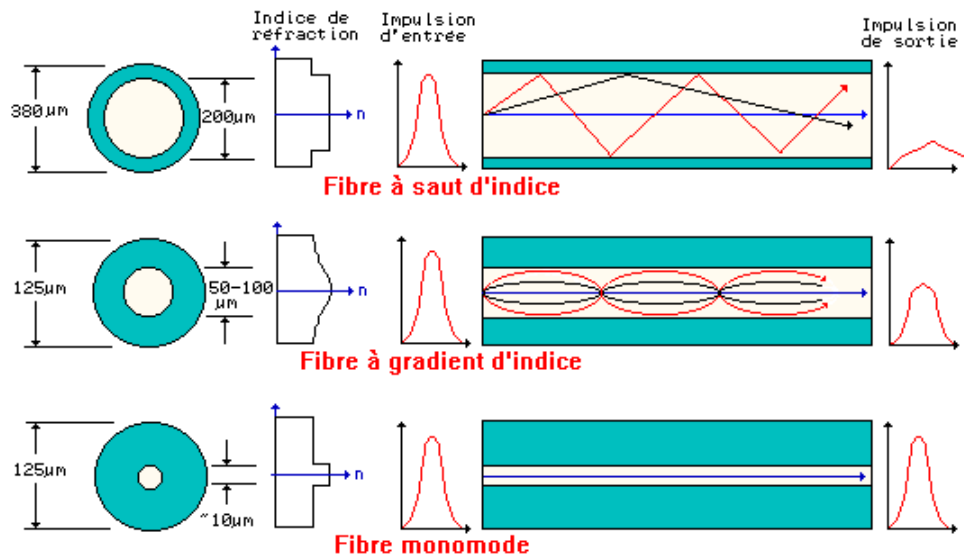 Indice de
réfraction
Impulsion
d'entrée
Impulsion
de sortie
380µm
200µm
n
Fibre à saut d'indice
125µm
50-100
µm
n
Fibre à gradient d'indice
125µm
~10µm
n
Fibre monomode